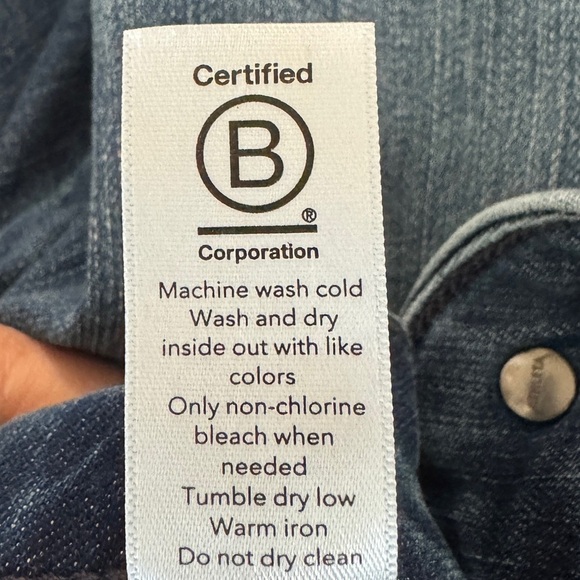 Certified
B
®
Corporation
Machine wash cold
Wash and dry
inside out with like
colors
Only non-chlorine
bleach when
needed
Tumble dry low
Warm iron
Do not dry clean